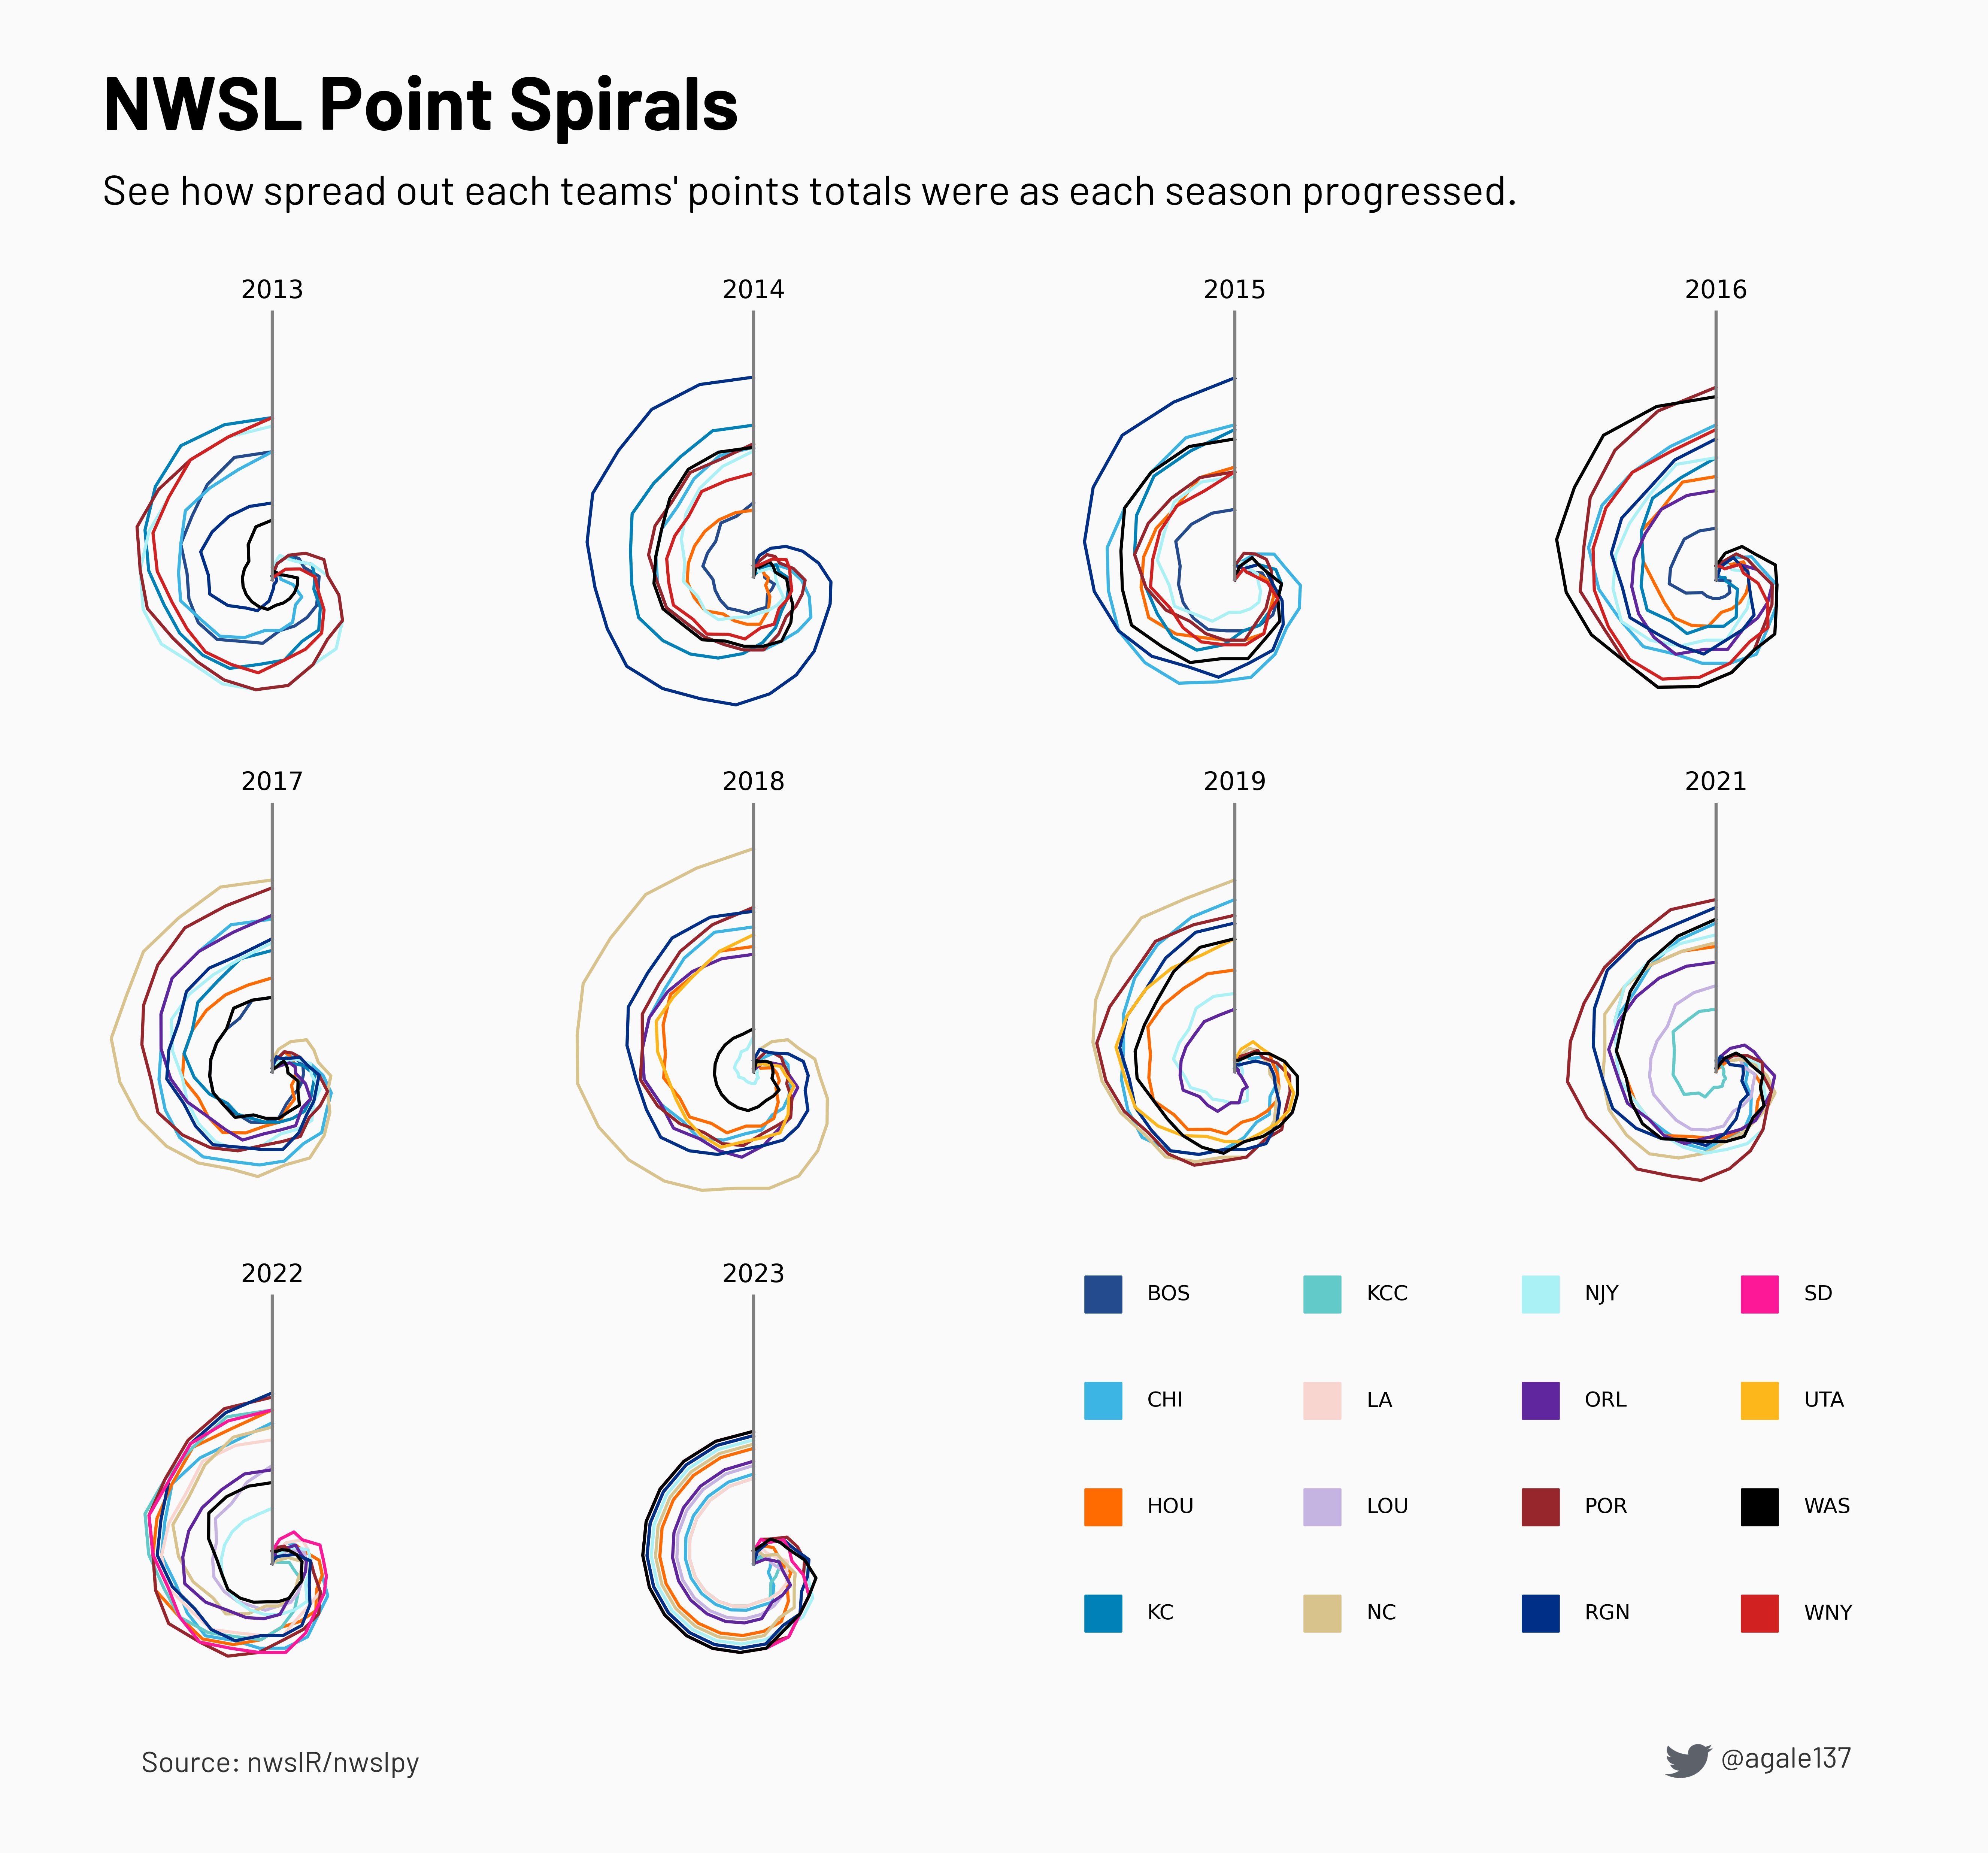 NWSL Point Spirals
See how spread out each teams' points totals were as each season progressed.
2013 2014 2015 2016
2017 2018 2019 2021
2022 2023
BOS KCC NJY SD
CHI LA ORL UTA
HOU LOU POR WAS
KC NC RGN WNY
Source: nwslR/nwslpy
@agale137